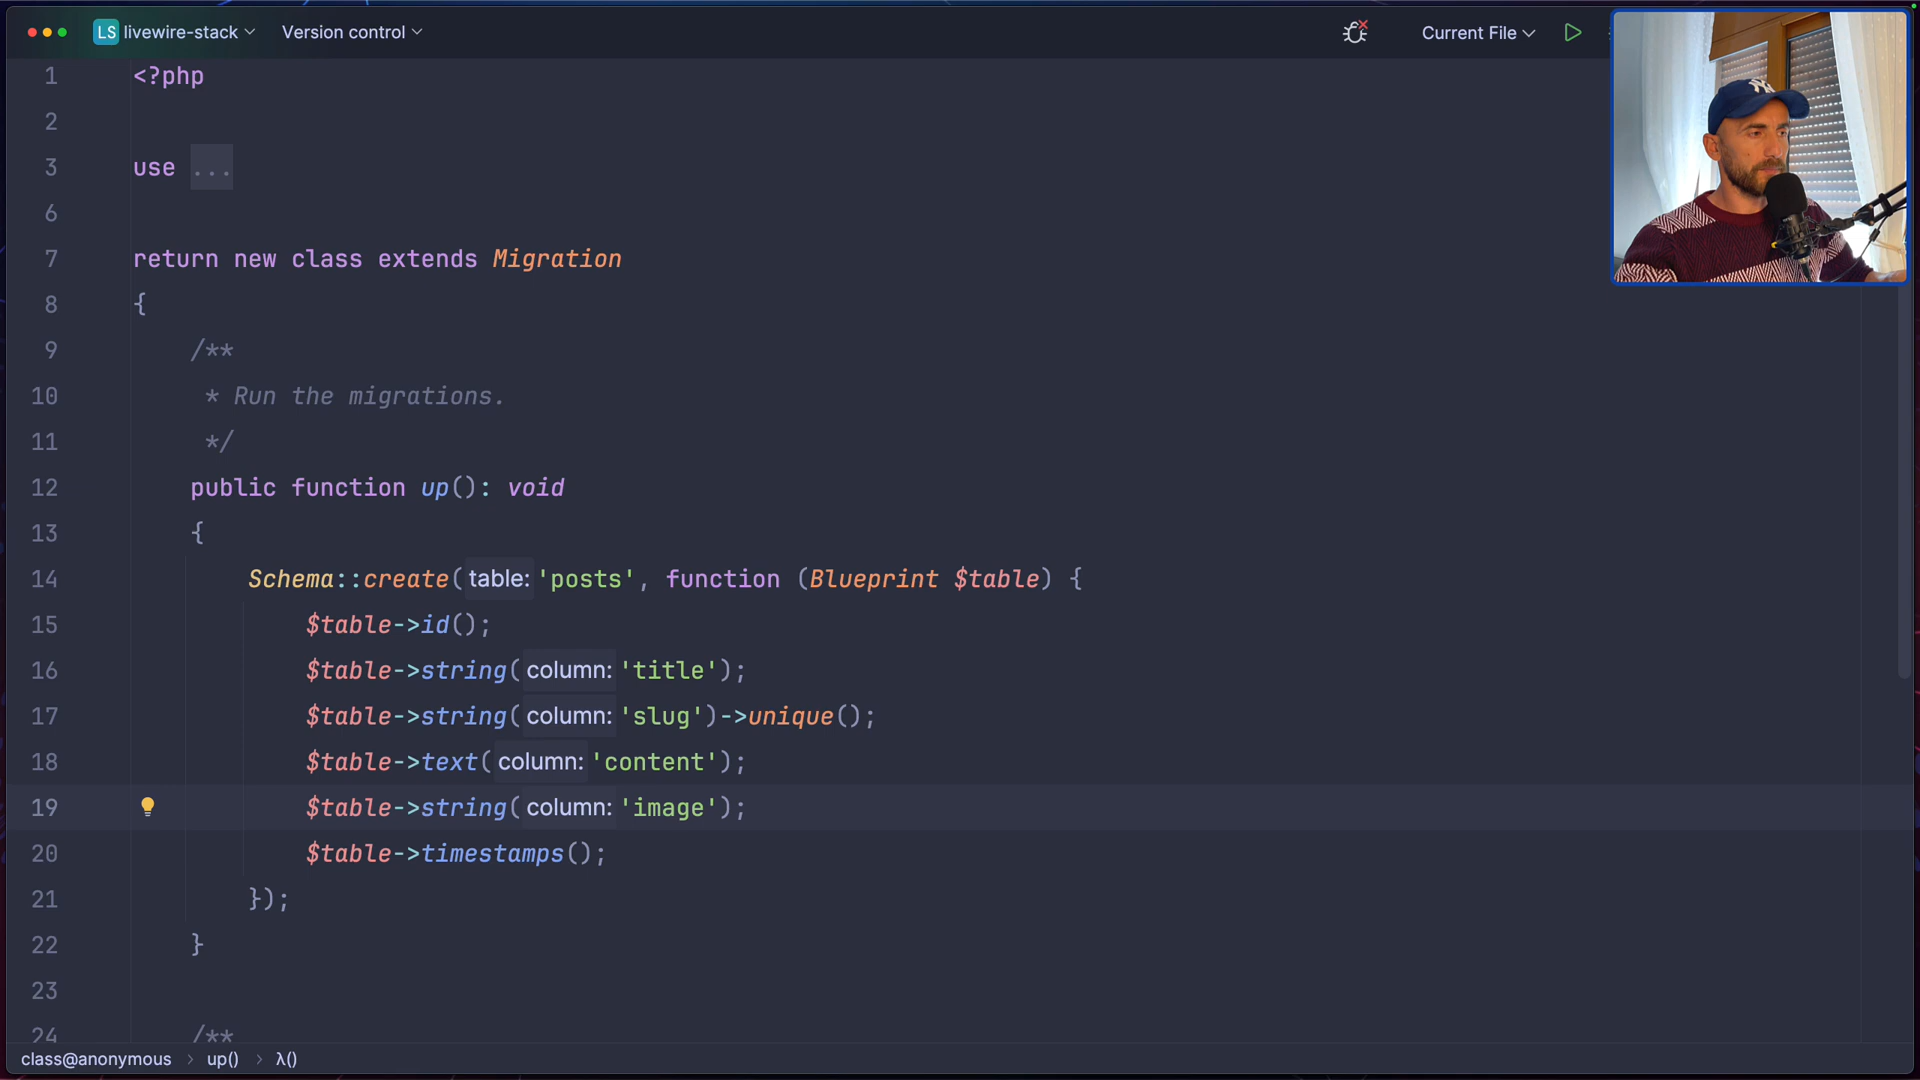 LS livewire-stack Version control Current File
1 <?php
2
3 use ...
6
7 return new class extends Migration
8 {
9 /**
10 * Run the migrations.
11 */
12 public function up(): void
13 {
14 Schema::create( table: 'posts', function (Blueprint $table) {
15 $table->id();
16 $table->string( column: 'title');
17 $table->string( column: 'slug')->unique();
18 $table->text( column: 'content');
19 $table->string( column: 'image');
20 $table->timestamps();
21 });
22 }
23
24 /**
class@anonymous > up() > λ()